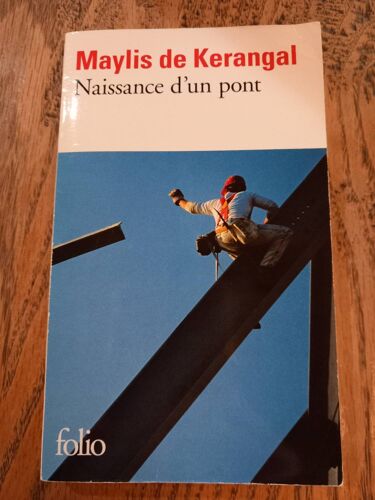 Maylis de Kerangal
Naissance d'un pont
folio